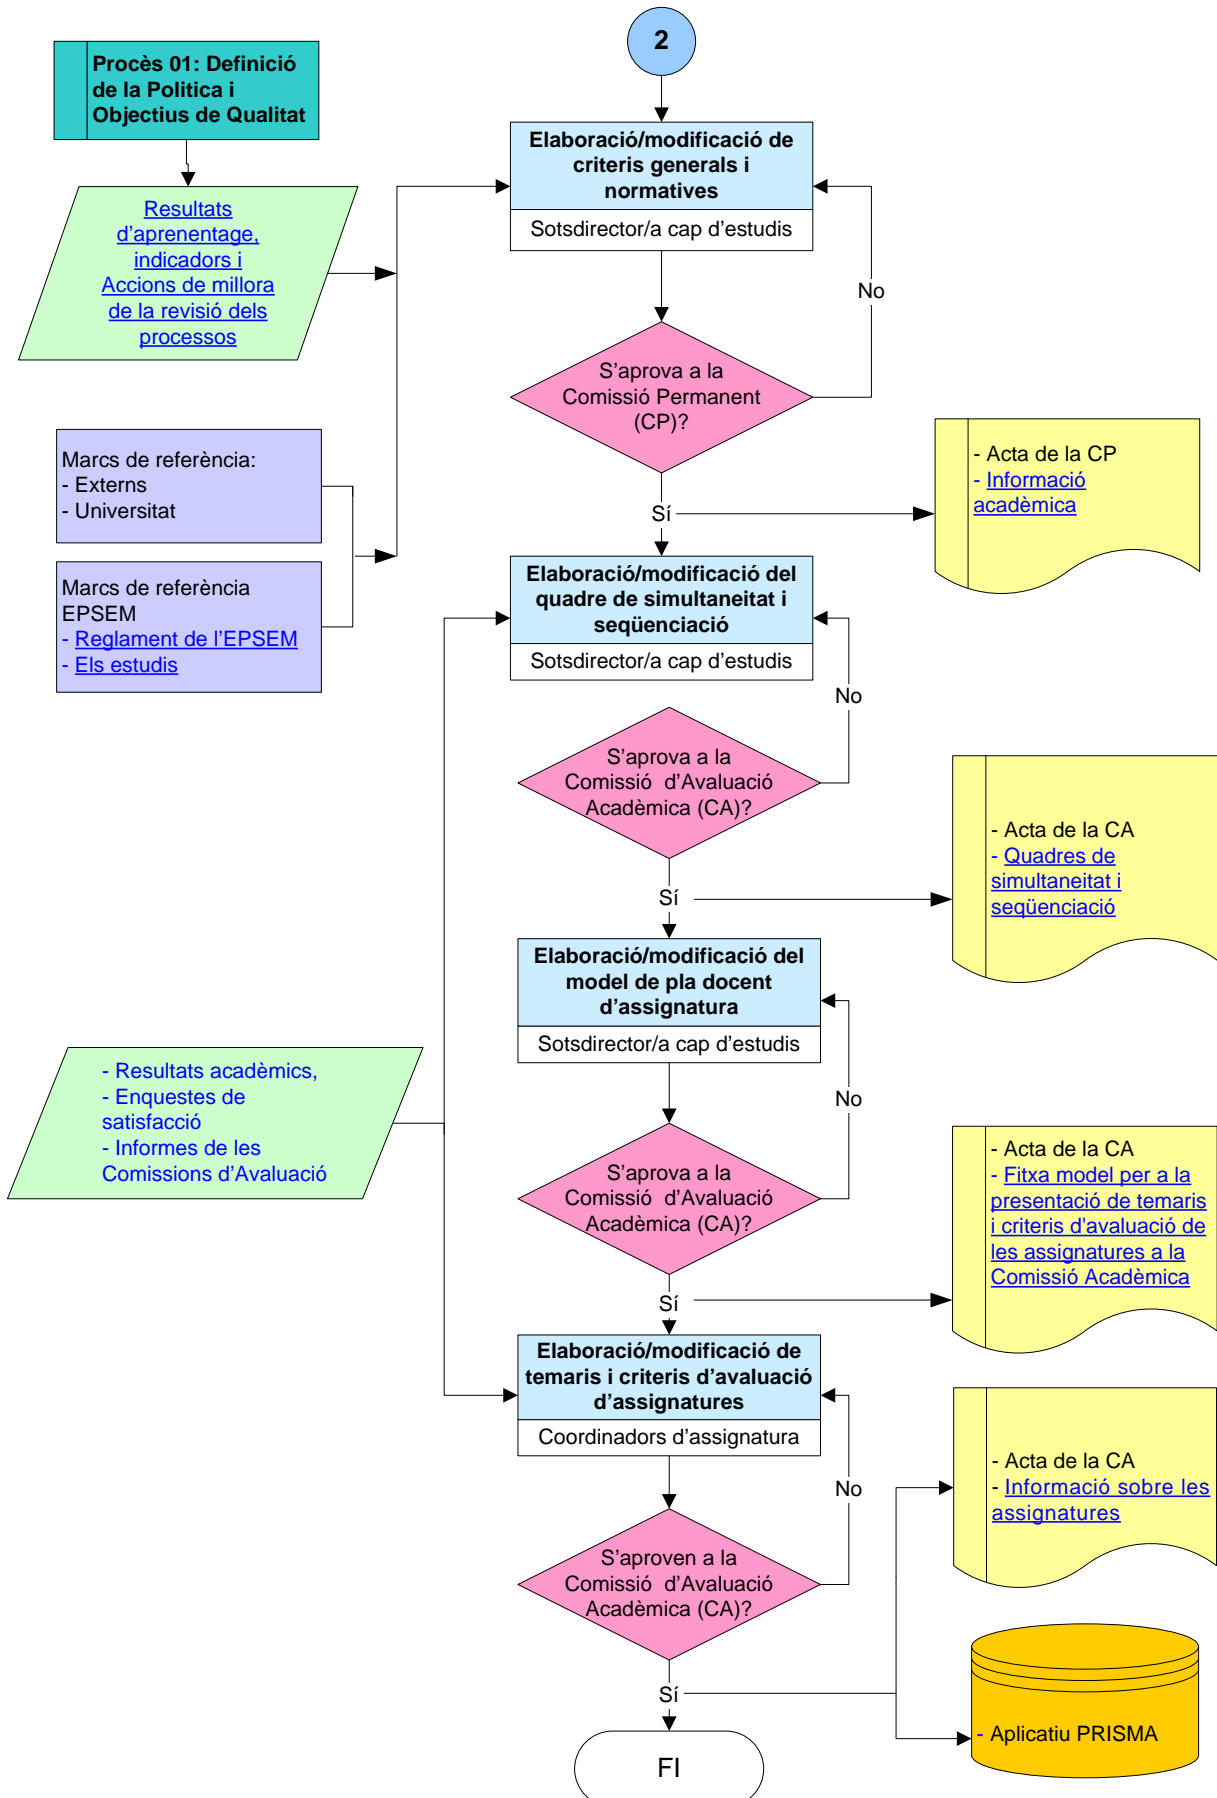 2
Procès 01: Definició
de la Politica i
Objectius de Qualitat
Elaboració/modificació de
criteris generals i
normatives
Sotsdirector/a cap d’estudis
Resultats
d’aprenentage,
indicadors i
Accions de millora
de la revisió dels
processos
No
S’aprova a la
Comissió Permanent
(CP)?
Marcs de referència:
- Externs
- Universitat
- Acta de la CP
- Informació
acadèmica
Sí
Marcs de referència
EPSEM
- Reglament de l’EPSEM
- Els estudis
Elaboració/modificació del
quadre de simultaneitat i
seqüenciació
Sotsdirector/a cap d’estudis
No
S’aprova a la
Comissió d’Avaluació
Acadèmica (CA)?
- Acta de la CA
- Quadres de
simultaneitat i
seqüenciació
Sí
Elaboració/modificació del
model de pla docent
d’assignatura
Sotsdirector/a cap d’estudis
- Resultats acadèmics,
- Enquestes de
satisfacció
- Informes de les
Comissions d’Avaluació
No
S’aprova a la
Comissió d’Avaluació
Acadèmica (CA)?
- Acta de la CA
- Fitxa model per a la
presentació de temaris
i criteris d'avaluació de
les assignatures a la
Comissió Acadèmica
Sí
Elaboració/modificació de
temaris i criteris d’avaluació
d’assignatures
Coordinadors d’assignatura
No
- Acta de la CA
- Informació sobre les
assignatures
S’aproven a la
Comissió d’Avaluació
Acadèmica (CA)?
Sí
- Aplicatiu PRISMA
FI